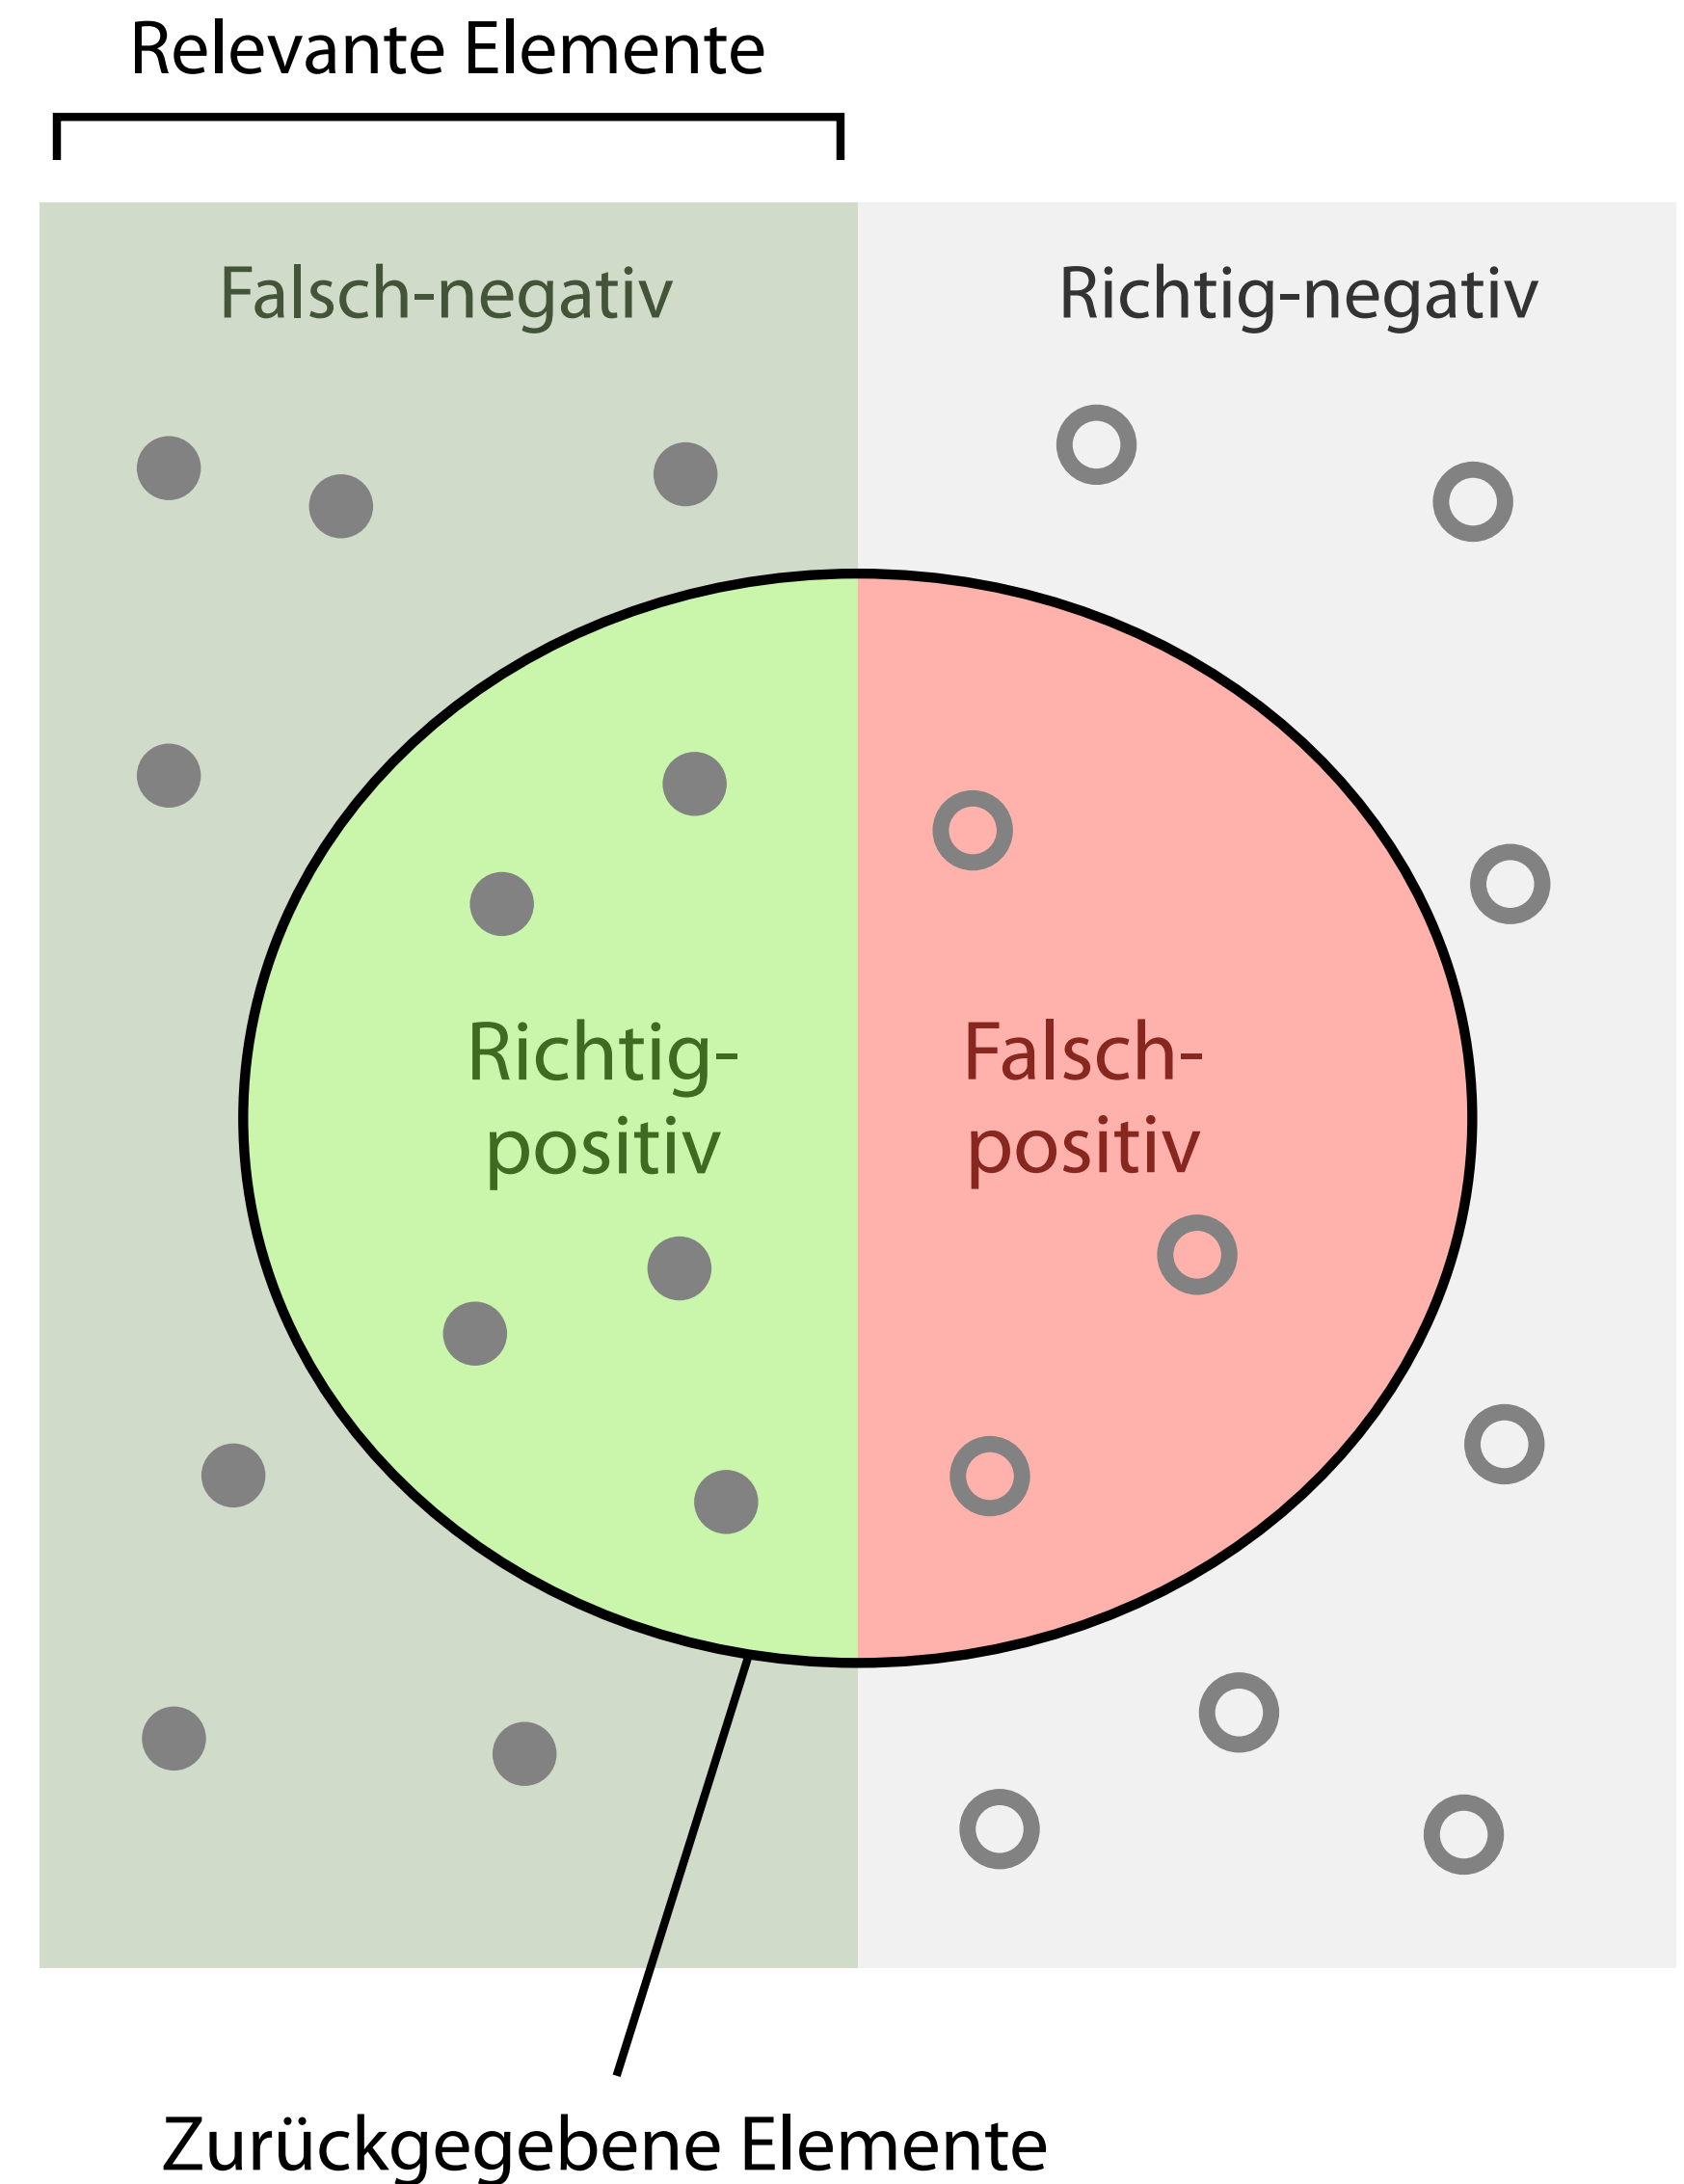 Relevante Elemente
Falsch-negativ
Richtig-negativ
Richtig-
positiv
Falsch-
positiv
Zurückgegebene Elemente